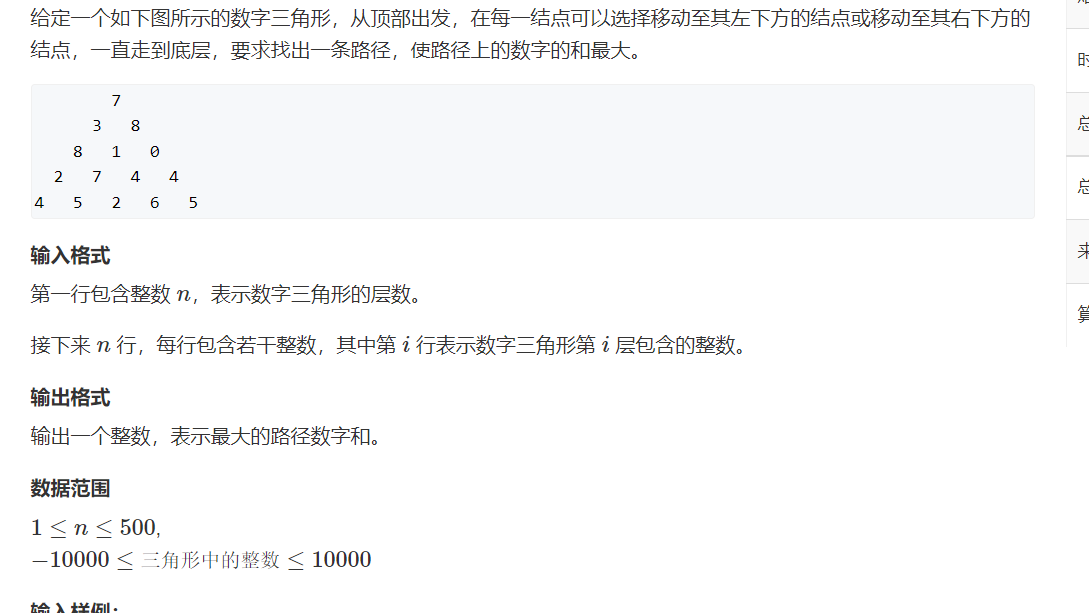 给定一个如下图所示的数字三角形，从顶部出发，在每一结点可以选择移动至其左下方的结点或移动至其右下方的
结点，一直走到底层，要求找出一条路径，使路径上的数字的和最大。
7
3 8
8 1 0
2 7 4 4
4 5 2 6 5
输入格式
第一行包含整数 n，表示数字三角形的层数。
接下来 n 行，每行包含若干整数，其中第 i 行表示数字三角形第 i 层包含的整数。
输出格式
输出一个整数，表示最大的路径数字和。
数据范围
1 ≤ n ≤ 500,
−10000 ≤ 三角形中的整数 ≤ 10000
输入样例：
时
总
总
来
算